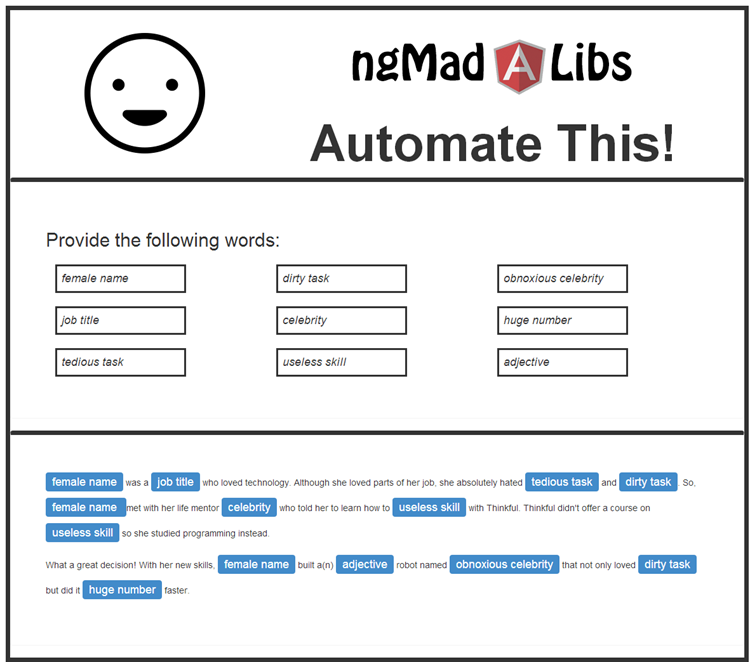 ngMad A Libs
Automate This!
Provide the following words:
female name dirty task obnoxious celebrity
job title celebrity huge number
tedious task useless skill adjective
female name was a job title who loved technology. Although she loved parts of her job, she absolutely hated tedious task and dirty task. So,
female name met with her life mentor celebrity who told her to learn how to useless skill with Thinkful. Thinkful didn't offer a course on
useless skill so she studied programming instead.
What a great decision! With her new skills, female name built a(n) adjective robot named obnoxious celebrity that not only loved dirty task
but did it huge number faster.